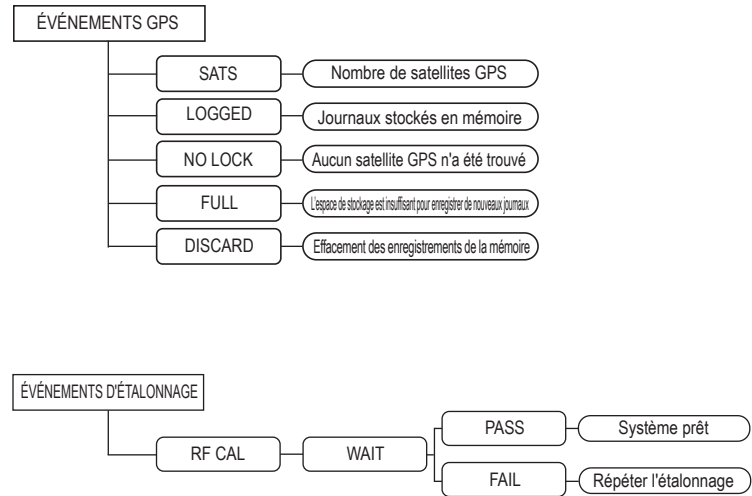 ÉVÉNEMENTS GPS
SATS
Nombre de satellites GPS
LOGGED
Journaux stockés en mémoire
NO LOCK
Aucun satellite GPS n'a été trouvé
FULL
L'espace de stockage est insuffisant pour enregistrer de nouveaux journaux
DISCARD
Effacement des enregistrements de la mémoire
ÉVÉNEMENTS D'ÉTALONNAGE
RF CAL
WAIT
PASS
Système prêt
FAIL
Répéter l'étalonnage